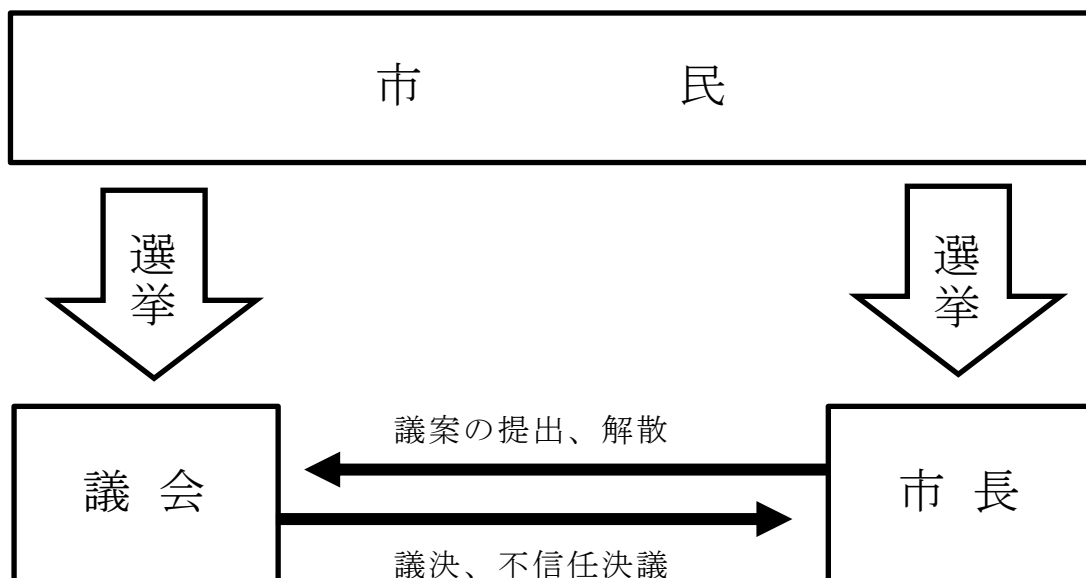 市民
選挙
選挙
議案の提出、解散
議会
市長
議決、不信任決議